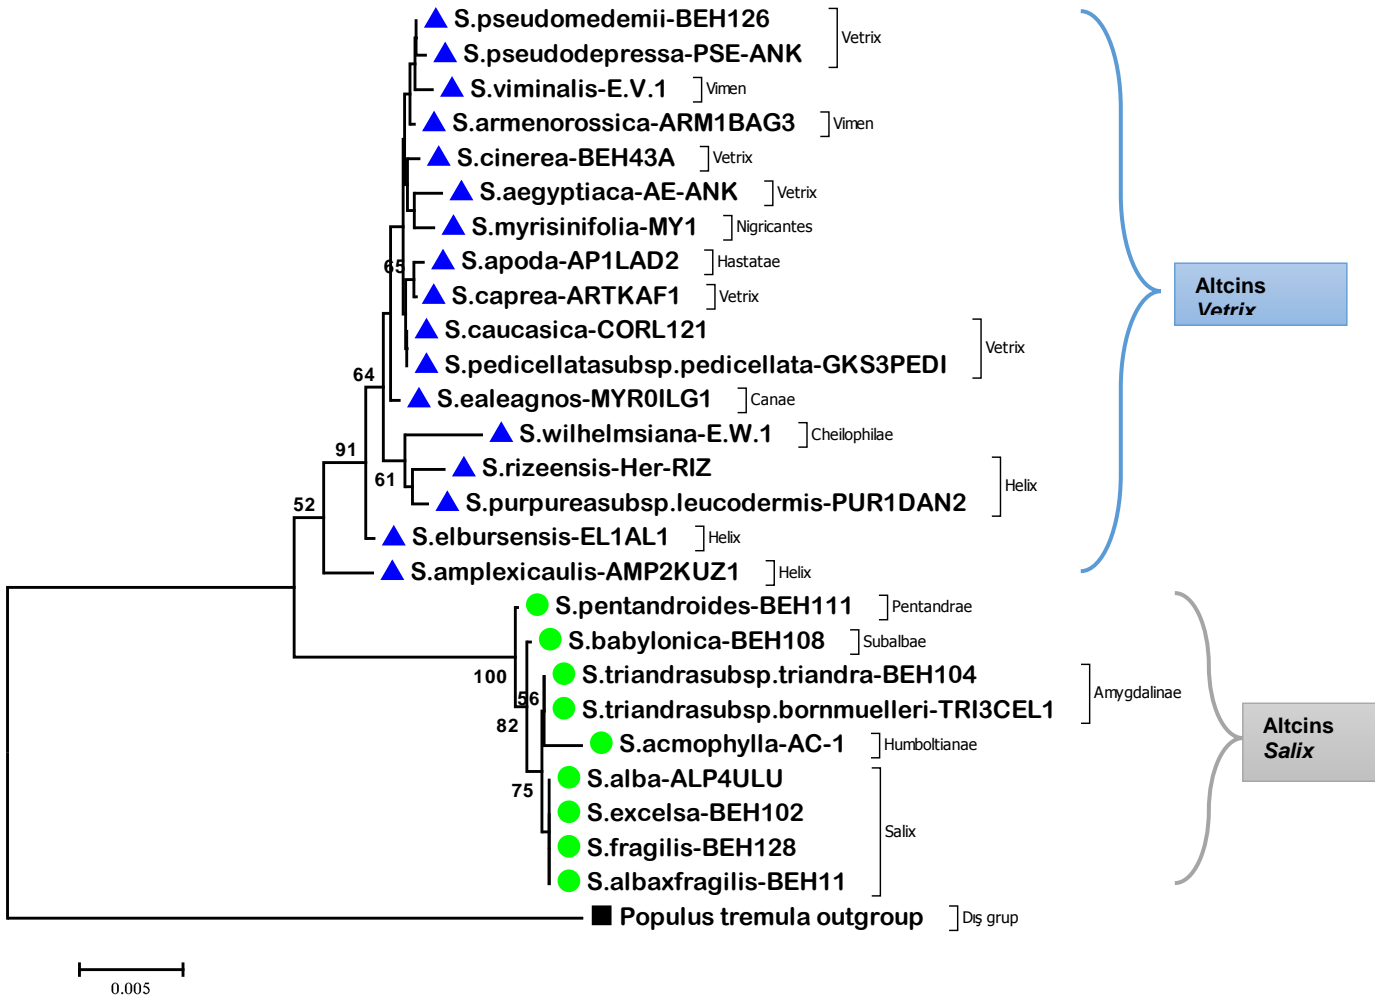 S.pseudomedemii-BEH126
S.pseudodepressa-PSE-ANK
Vetrix
S.viminalis-E.V.1
Vimen
S.armenorossica-ARM1BAG3
Vimen
S.cinerea-BEH43A
Vetrix
S.aegyptiaca-AE-ANK
Vetrix
S.myrisinifolia-MY1
Nigricantes
S.apoda-AP1LAD2
Hastatae
65
S.caprea-ARTKAF1
Vetrix
S.caucasica-CORL121
S.pedicellatasubsp.pedicellata-GKS3PEDI
Vetrix
64
S.ealeagnos-MYR0ILG1
Canae
S.wilhelmsiana-E.W.1
Cheilophilae
91
61
S.rizeensis-Her-RIZ
S.purpureasubsp.leucodermis-PUR1DAN2
Helix
52
S.elbursensis-EL1AL1
Helix
S.amplexicaulis-AMP2KUZ1
Helix
Altcins
Vetrix
S.pentandroides-BEH111
Pentandrae
S.babylonica-BEH108
Subalbae
100
S.triandrasubsp.triandra-BEH104
56
S.triandrasubsp.bornmuelleri-TRI3CEL1
Amygdalinae
82
S.acmophylla-AC-1
Humboltianae
75
S.alba-ALP4ULU
S.excelsa-BEH102
S.fragilis-BEH128
S.albaxfragilis-BEH11
Salix
Altcins
Salix
Populus tremula outgroup
Dış grup
0.005